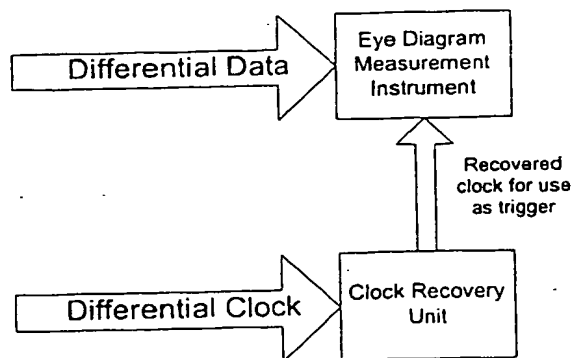 Differential Data
Eye Diagram
Measurement
Instrument
Recovered
clock for use
as trigger
Differential Clock
Clock Recovery
Unit